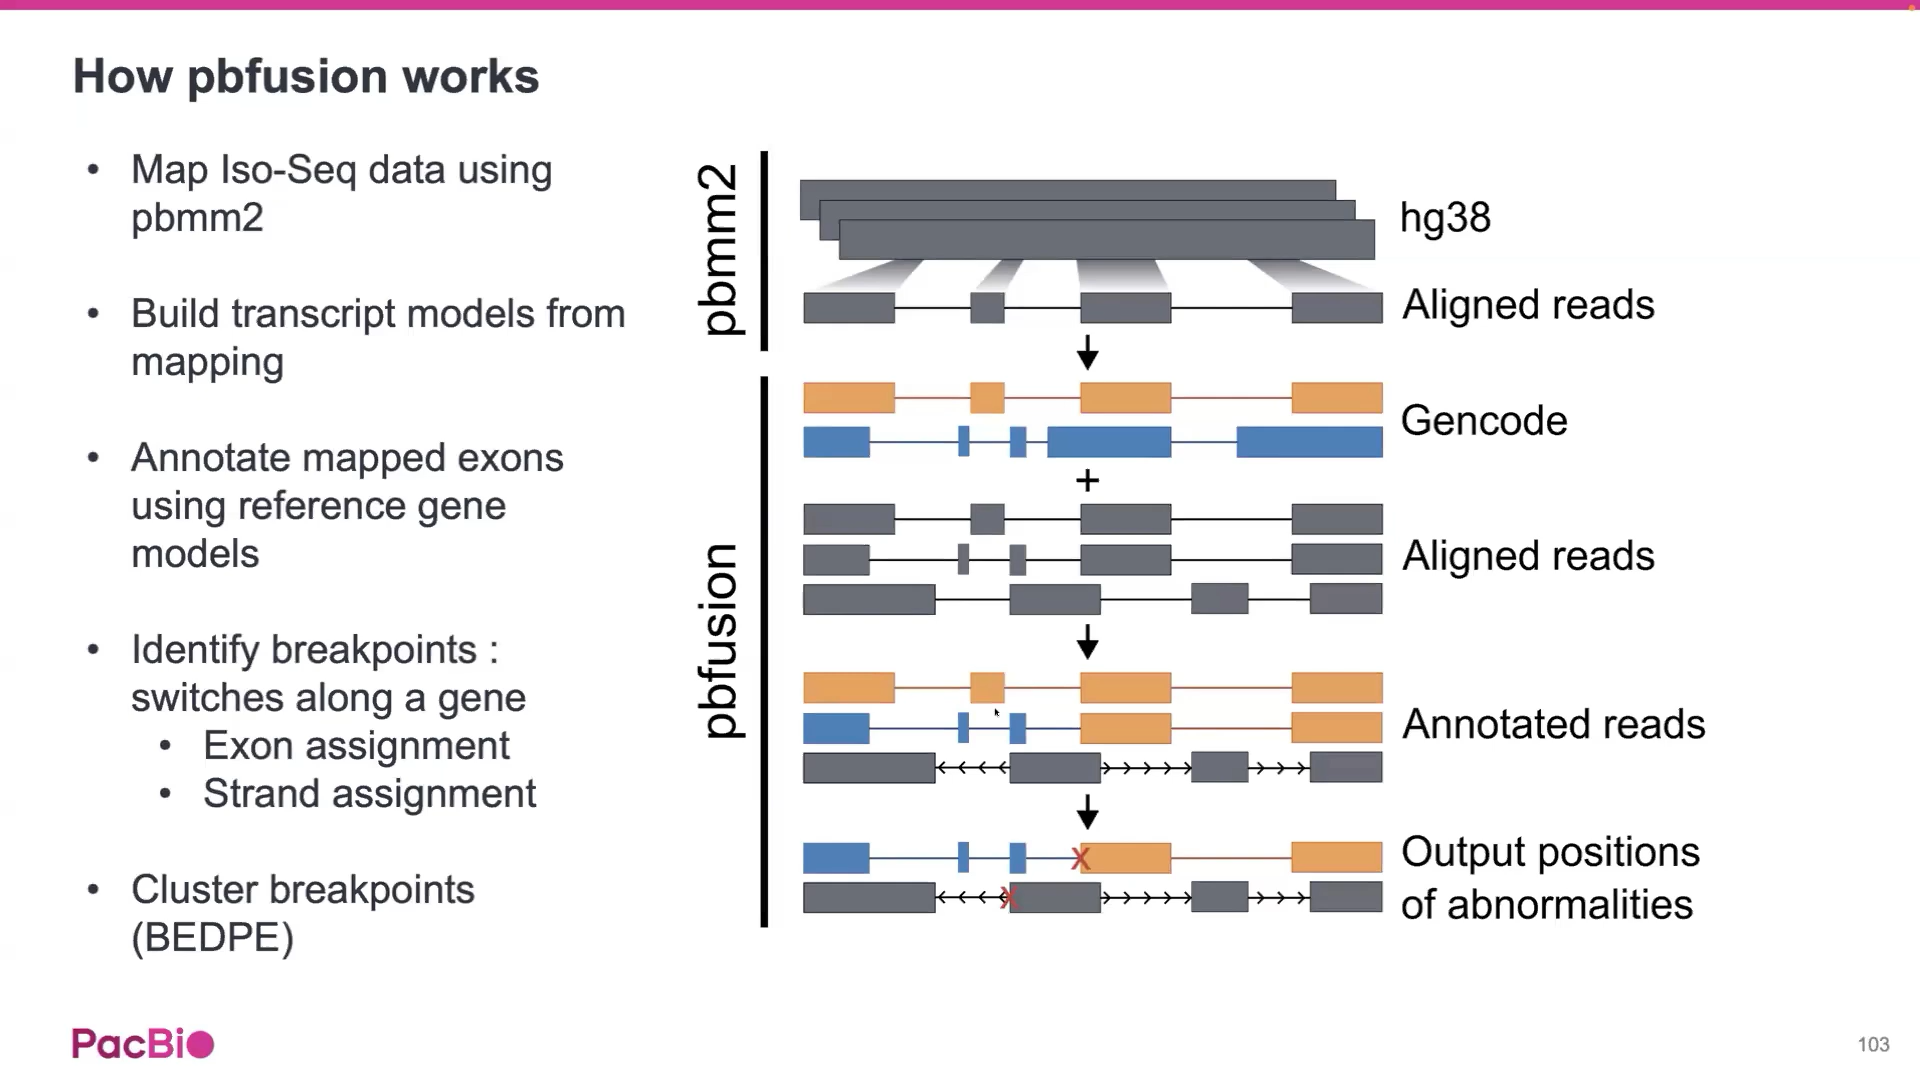 How pbfusion works
• Map Iso-Seq data using
pbmm2
• Build transcript models from
mapping
• Annotate mapped exons
using reference gene
models
• Identify breakpoints :
switches along a gene
• Exon assignment
• Strand assignment
• Cluster breakpoints
(BEDPE)
pbmm2
hg38
Aligned reads
pbfusion
Gencode
+
Aligned reads
Annotated reads
X
Output positions
of abnormalities
X
PacBio
103